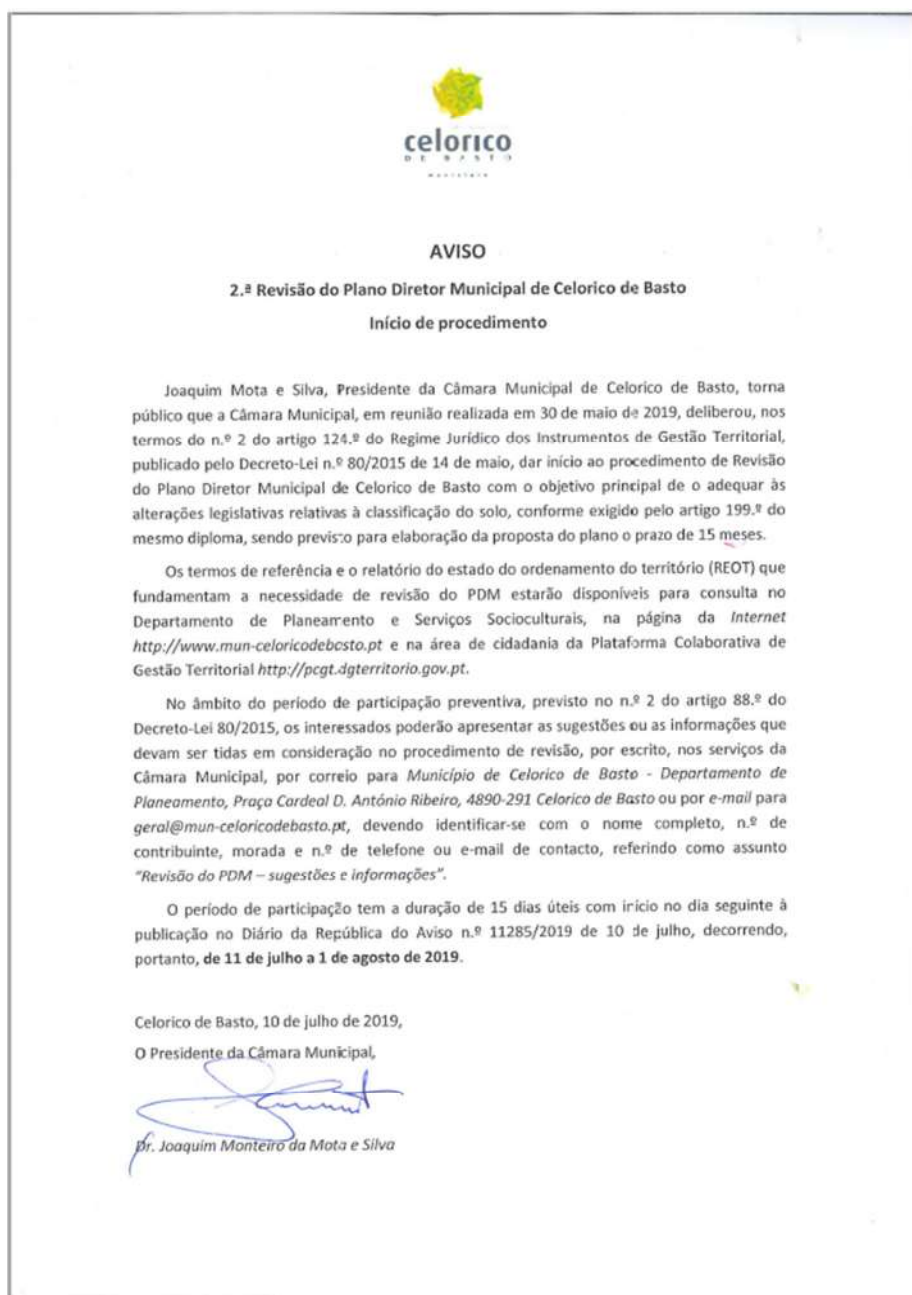 celorico
DE BASTO
município
AVISO
2.ª Revisão do Plano Diretor Municipal de Celorico de Basto
Início de procedimento
Joaquim Mota e Silva, Presidente da Câmara Municipal de Celorico de Basto, torna
público que a Câmara Municipal, em reunião realizada em 30 de maio de 2019, deliberou, nos
termos do n.º 2 do artigo 124.º do Regime Jurídico dos Instrumentos de Gestão Territorial,
publicado pelo Decreto-Lei n.º 80/2015 de 14 de maio, dar início ao procedimento de Revisão
do Plano Diretor Municipal de Celorico de Basto com o objetivo principal de o adequar às
alterações legislativas relativas à classificação do solo, conforme exigido pelo artigo 199.º do
mesmo diploma, sendo previsto para elaboração da proposta do plano o prazo de 15 meses.
Os termos de referência e o relatório do estado do ordenamento do território (REOT) que
fundamentam a necessidade de revisão do PDM estarão disponíveis para consulta no
Departamento de Planeamento e Serviços Socioculturais, na página da Internet
http://www.mun-celoricodebasto.pt e na área de cidadania da Plataforma Colaborativa de
Gestão Territorial http://pcgt.dgterritorio.gov.pt.
No âmbito do período de participação preventiva, previsto no n.º 2 do artigo 88.º do
Decreto-Lei 80/2015, os interessados poderão apresentar as sugestões ou as informações que
devam ser tidas em consideração no procedimento de revisão, por escrito, nos serviços da
Câmara Municipal, por correio para Município de Celorico de Basto - Departamento de
Planeamento, Praça Cardeal D. António Ribeiro, 4890-291 Celorico de Basto ou por e-mail para
geral@mun-celoricodebasto.pt, devendo identificar-se com o nome completo, n.º de
contribuinte, morada e n.º de telefone ou e-mail de contacto, referindo como assunto
"Revisão do PDM – sugestões e informações".
O período de participação tem a duração de 15 dias úteis com início no dia seguinte à
publicação no Diário da República do Aviso n.º 11285/2019 de 10 de julho, decorrendo,
portanto, de 11 de julho a 1 de agosto de 2019.
Celorico de Basto, 10 de julho de 2019,
O Presidente da Câmara Municipal,
Dr. Joaquim Monteiro da Mota e Silva